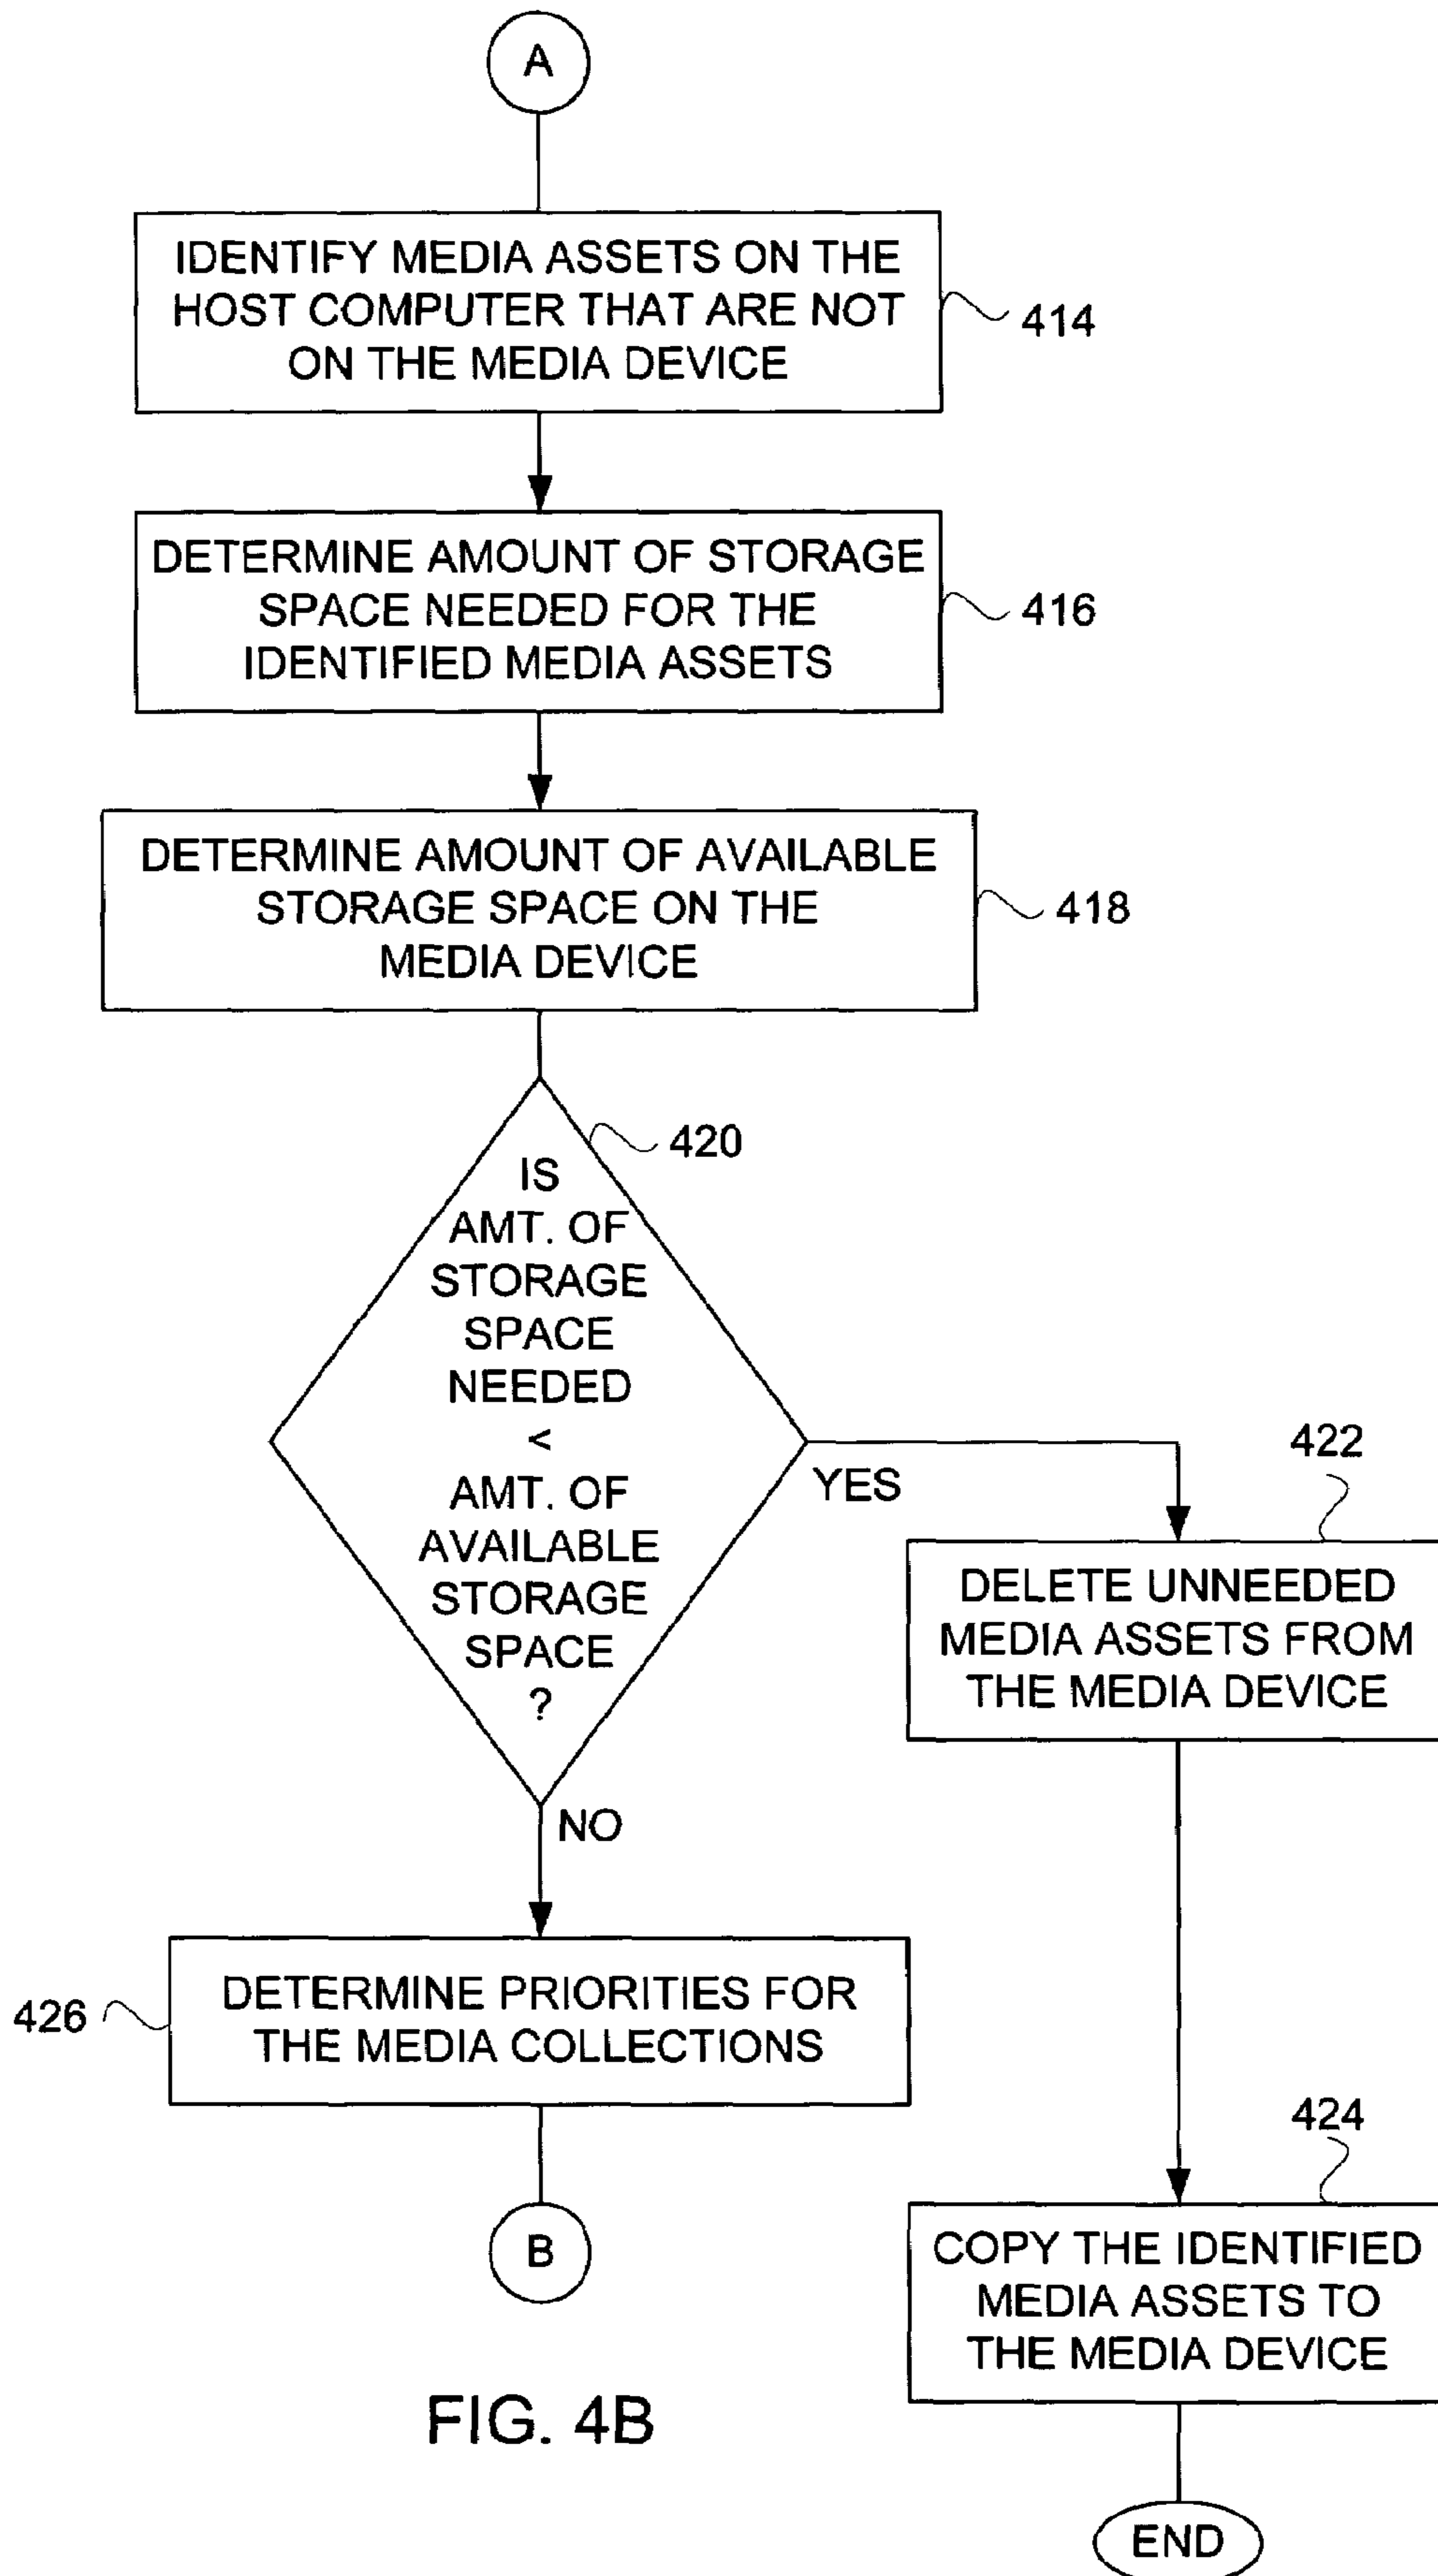 A
IDENTIFY MEDIA ASSETS ON THE
HOST COMPUTER THAT ARE NOT
ON THE MEDIA DEVICE
414
DETERMINE AMOUNT OF STORAGE
SPACE NEEDED FOR THE
IDENTIFIED MEDIA ASSETS
416
DETERMINE AMOUNT OF AVAILABLE
STORAGE SPACE ON THE
MEDIA DEVICE
418
420
IS
AMT. OF
STORAGE
SPACE
NEEDED
<
AMT. OF
AVAILABLE
STORAGE
SPACE
?
YES
422
DELETE UNNEEDED
MEDIA ASSETS FROM
THE MEDIA DEVICE
NO
426
DETERMINE PRIORITIES FOR
THE MEDIA COLLECTIONS
B
424
COPY THE IDENTIFIED
MEDIA ASSETS TO
THE MEDIA DEVICE
END
FIG. 4B